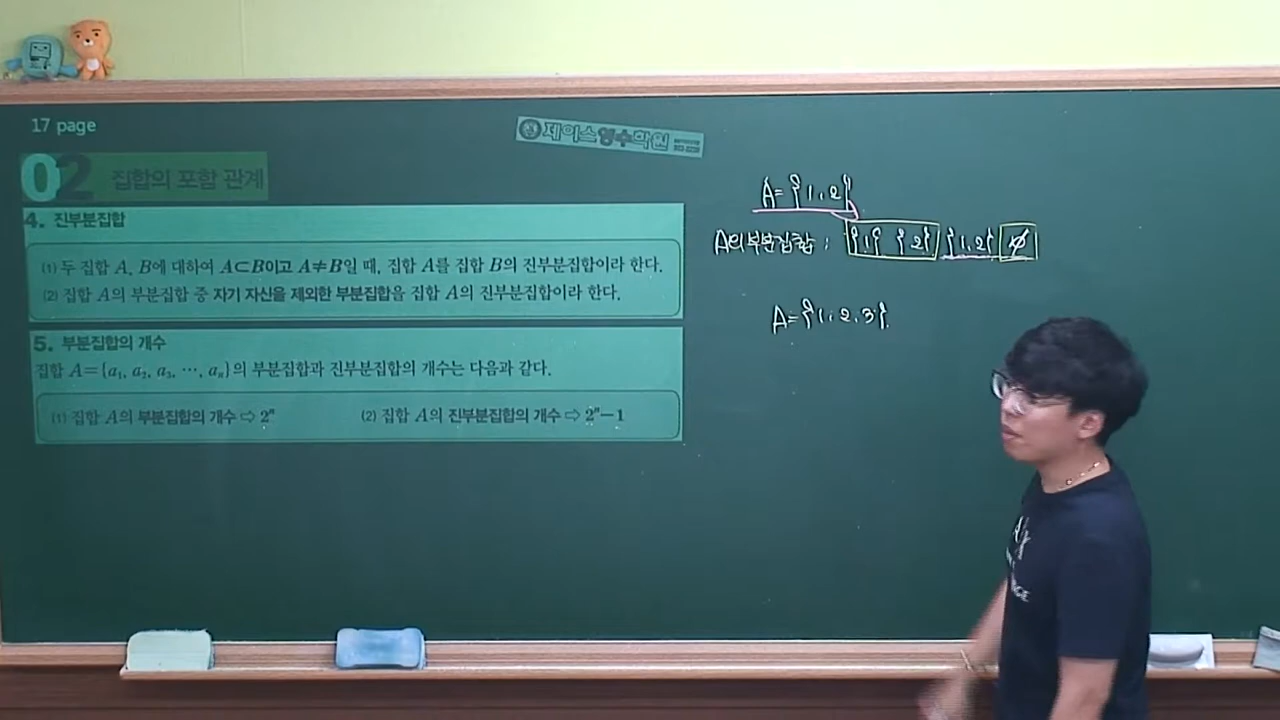 17 page
제이스영수학원
02 집합의 포함 관계
4. 진부분집합
(1) 두 집합 A, B에 대하여 A⊂B이고 A≠B일 때, 집합 A를 집합 B의 진부분집합이라 한다.
(2) 집합 A의 부분집합 중 자기 자신을 제외한 부분집합을 집합 A의 진부분집합이라 한다.
5. 부분집합의 개수
집합 A={a₁, a₂, a₃, ⋯, aₙ}의 부분집합과 진부분집합의 개수는 다음과 같다.
(1) 집합 A의 부분집합의 개수 ⇨ 2ⁿ
(2) 집합 A의 진부분집합의 개수 ⇨ 2ⁿ−1
A={1, 2}
A의 부분집합 : {1} {2} {1, 2} ∅
A={1, 2, 3}